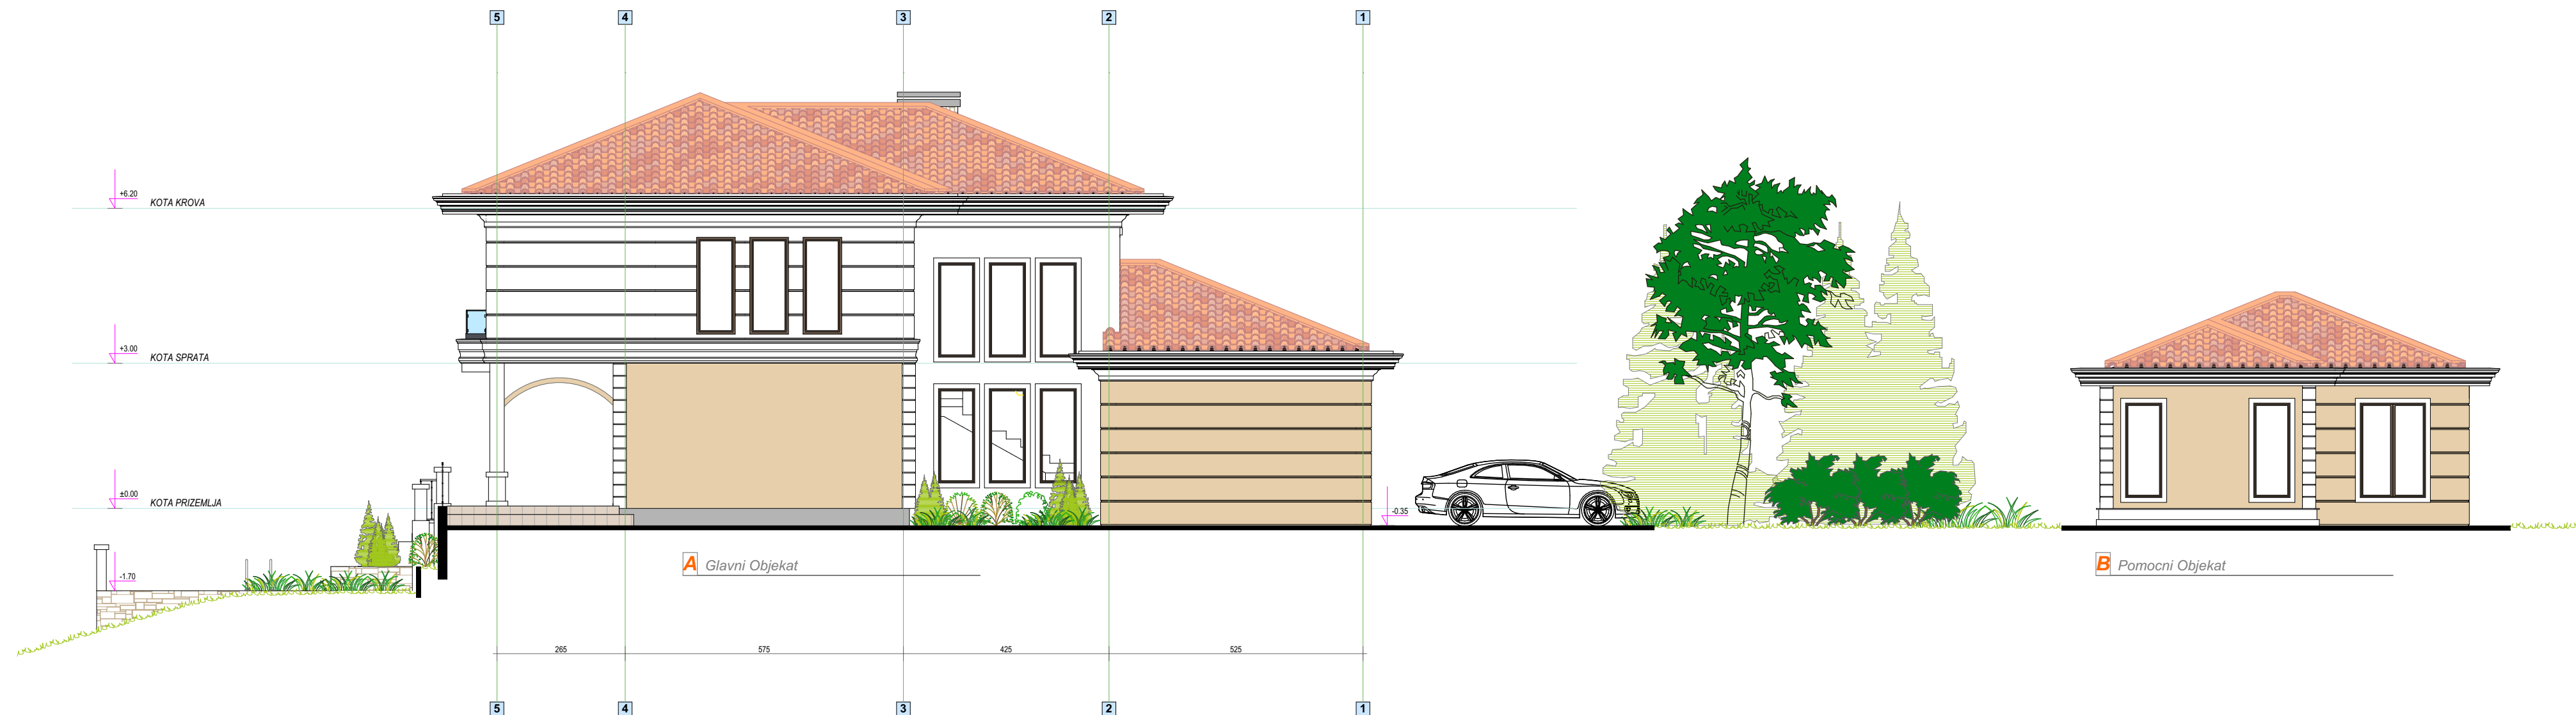 5 4 3 2 1
+6.20
KOTA KROVA
+3.00
KOTA SPRATA
±0.00
KOTA PRIZEMLJA
-0.35
-1.70
A Glavni Objekat
B Pomocni Objekat
265 575 425 525
5 4 3 2 1